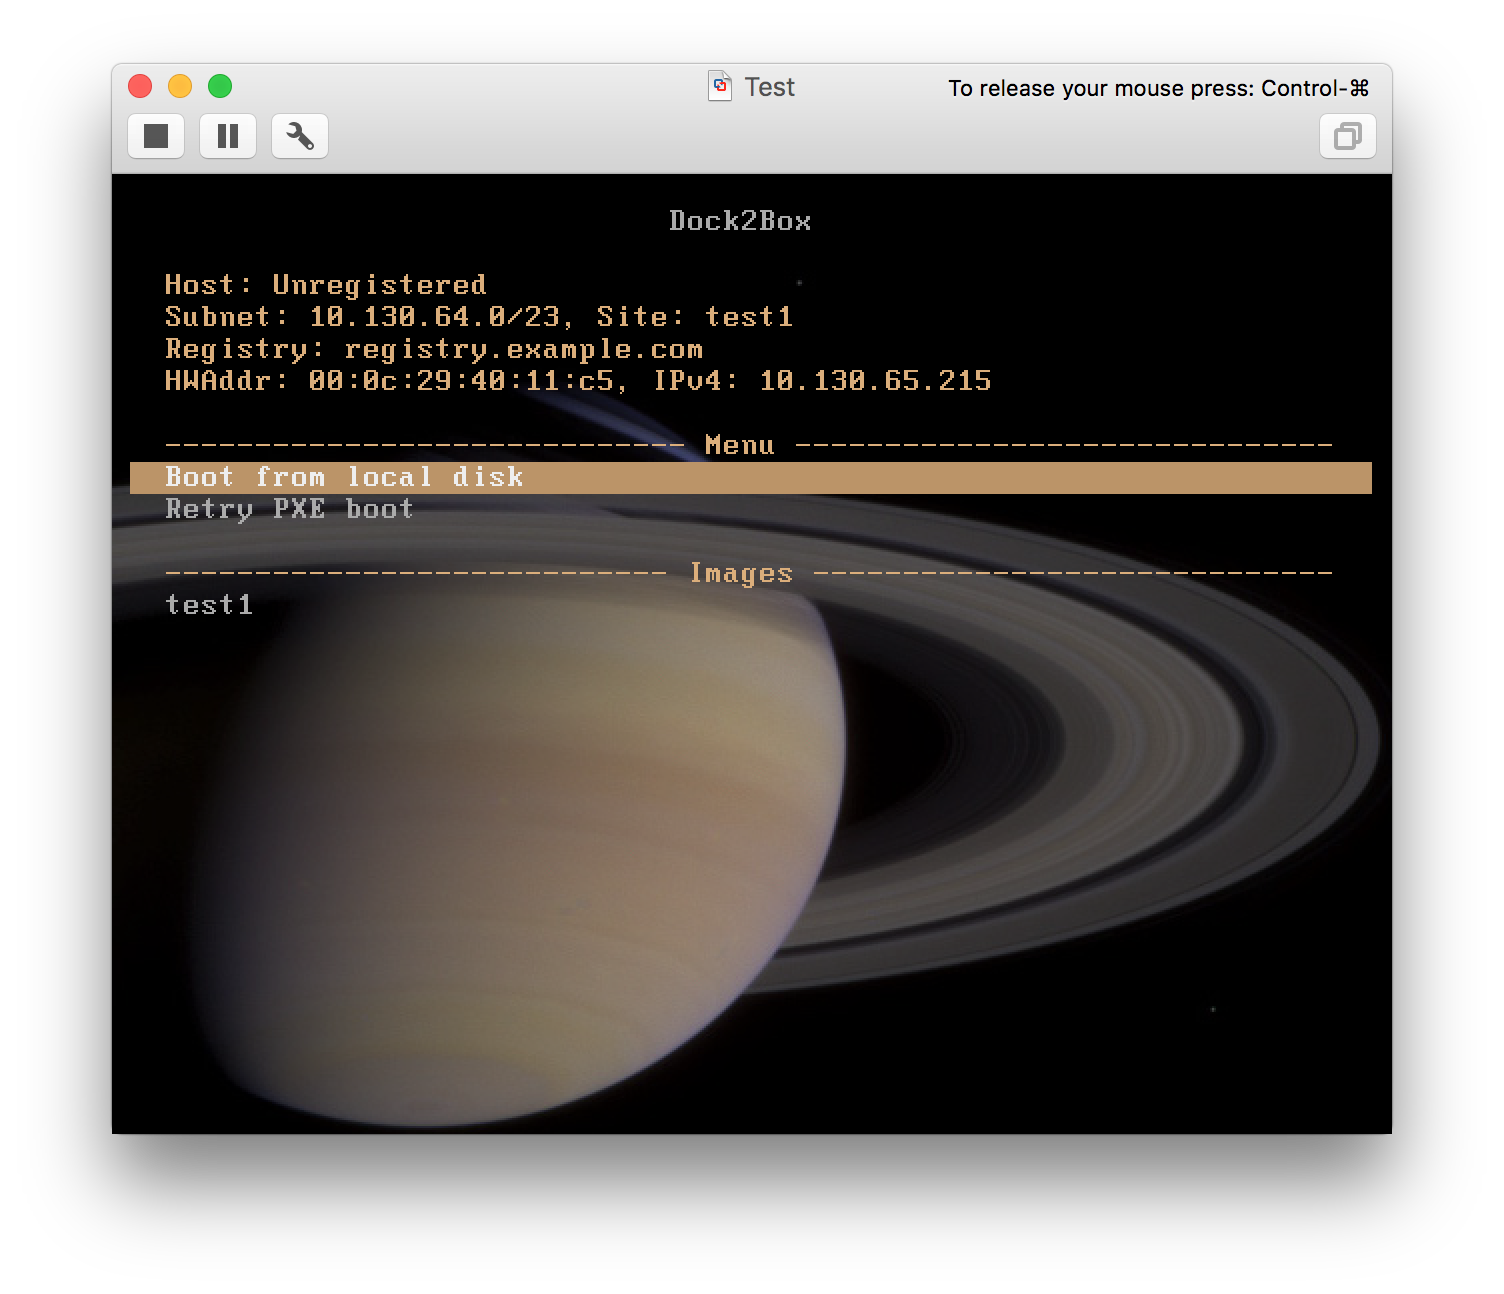 Test
To release your mouse press: Control-⌘
Dock2Box
Host: Unregistered
Subnet: 10.130.64.0/23, Site: test1
Registry: registry.example.com
HWAddr: 00:0c:29:40:11:c5, IPv4: 10.130.65.215
----------------------------- Menu ------------------------------
Boot from local disk
Retry PXE boot
---------------------------- Images -----------------------------
test1